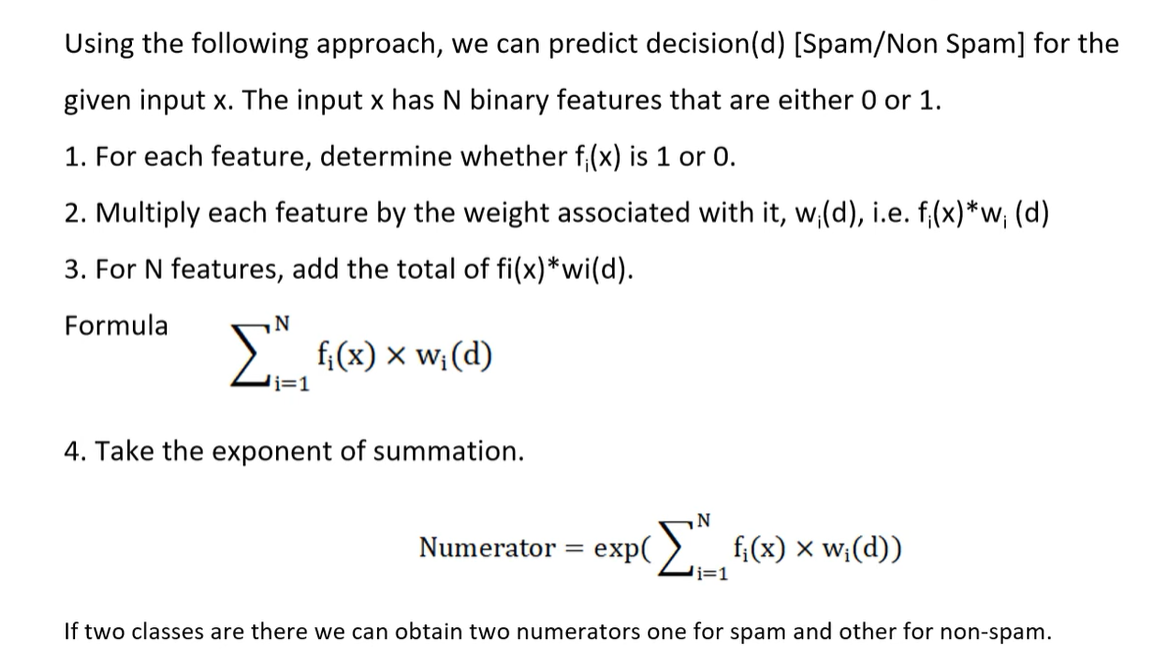 Using the following approach, we can predict decision(d) [Spam/Non Spam] for the
given input x. The input x has N binary features that are either 0 or 1.
1. For each feature, determine whether fᵢ(x) is 1 or 0.
2. Multiply each feature by the weight associated with it, wᵢ(d), i.e. fᵢ(x)*wᵢ (d)
3. For N features, add the total of fi(x)*wi(d).
Formula ∑ᵢ₌₁ᴺ fᵢ(x) × wᵢ(d)
4. Take the exponent of summation.
Numerator = exp(∑ᵢ₌₁ᴺ fᵢ(x) × wᵢ(d))
If two classes are there we can obtain two numerators one for spam and other for non-spam.